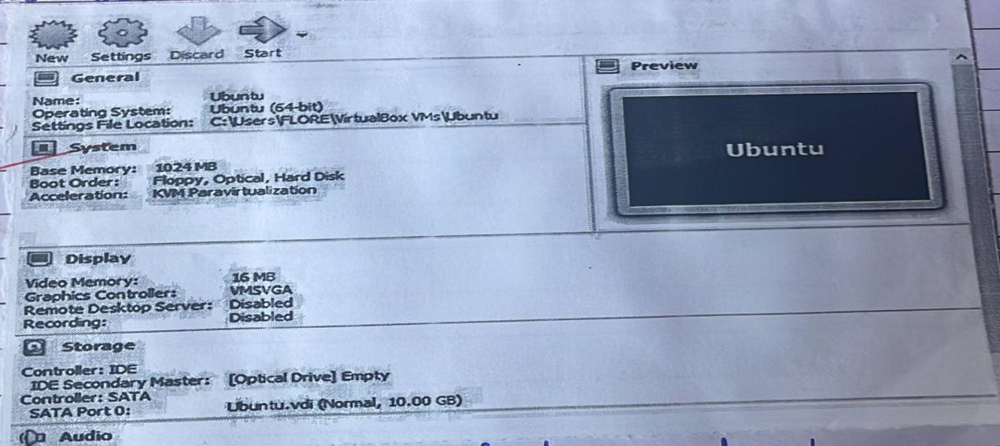 New Settings Discard Start
General
Name: Ubuntu
Operating System: Ubuntu (64-bit)
Settings File Location: C:\Users\FLORE\VirtualBox VMs\Ubuntu
Preview
Ubuntu
System
Base Memory: 1024 MB
Boot Order: Floppy, Optical, Hard Disk
Acceleration: KVM Paravirtualization
Display
Video Memory: 16 MB
Graphics Controller: VMSVGA
Remote Desktop Server: Disabled
Recording: Disabled
Storage
Controller: IDE
IDE Secondary Master: [Optical Drive] Empty
Controller: SATA
SATA Port 0: Ubuntu.vdi (Normal, 10.00 GB)
Audio